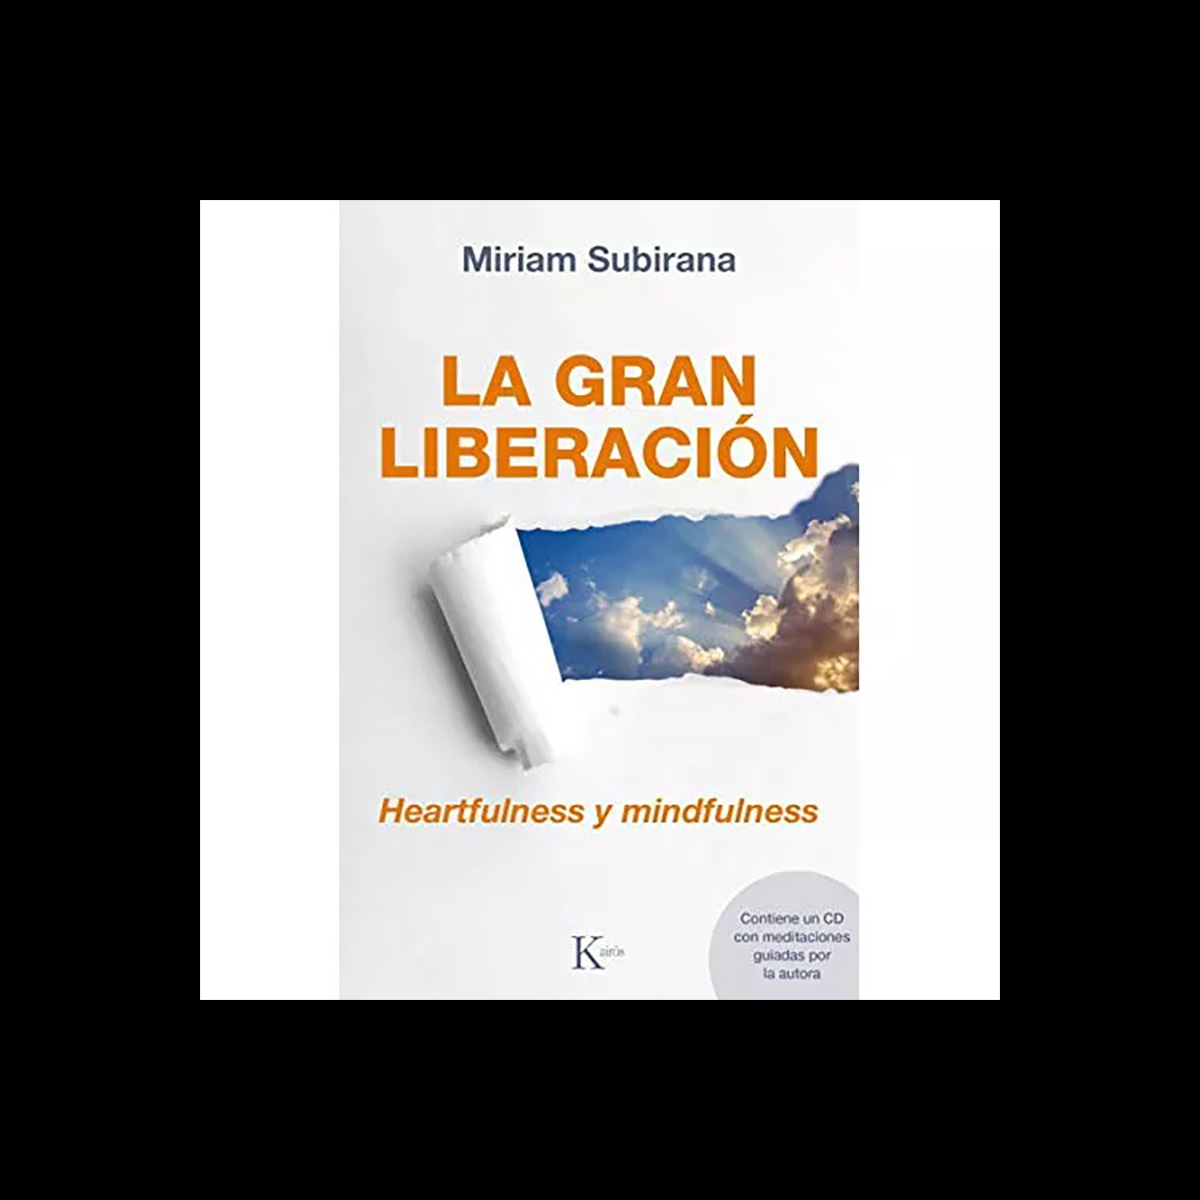 Miriam Subirana
LA GRAN
LIBERACIÓN
Heartfulness y mindfulness
Kairós
Contiene un CD
con meditaciones
guiadas por
la autora